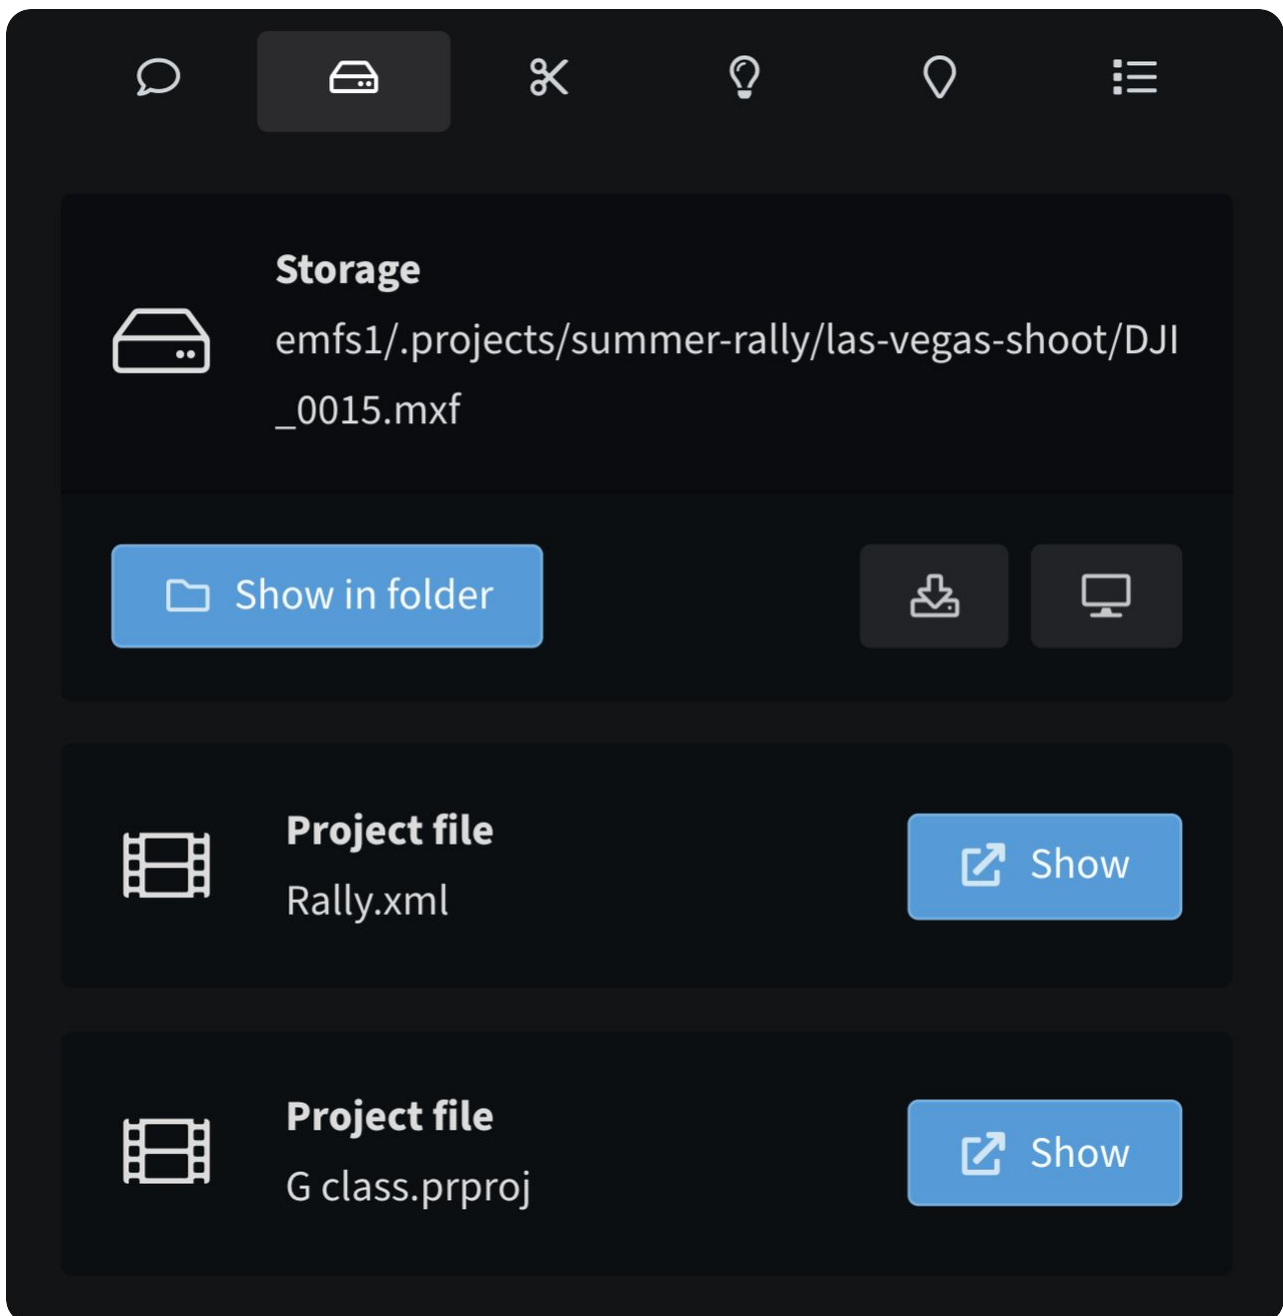 Storage
emfs1/.projects/summer-rally/las-vegas-shoot/DJI
_0015.mxf
Show in folder
Project file
Rally.xml
Show
Project file
G class.prproj
Show